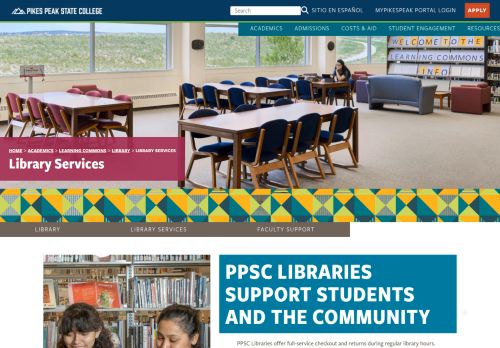 PIKES PEAK STATE COLLEGE
Search
SITIO EN ESPAÑOL
MYPIKESPEAK PORTAL LOGIN
APPLY
ACADEMICS ADMISSIONS COSTS & AID STUDENT ENGAGEMENT RESOURCES
WELCOME TO THE
LEARNING COMMONS
INFO
HOME > ACADEMICS > LEARNING COMMONS > LIBRARY > LIBRARY SERVICES
Library Services
LIBRARY LIBRARY SERVICES FACULTY SUPPORT
PPSC LIBRARIES
SUPPORT STUDENTS
AND THE COMMUNITY
PPSC Libraries offer full-service checkout and returns during regular library hours.